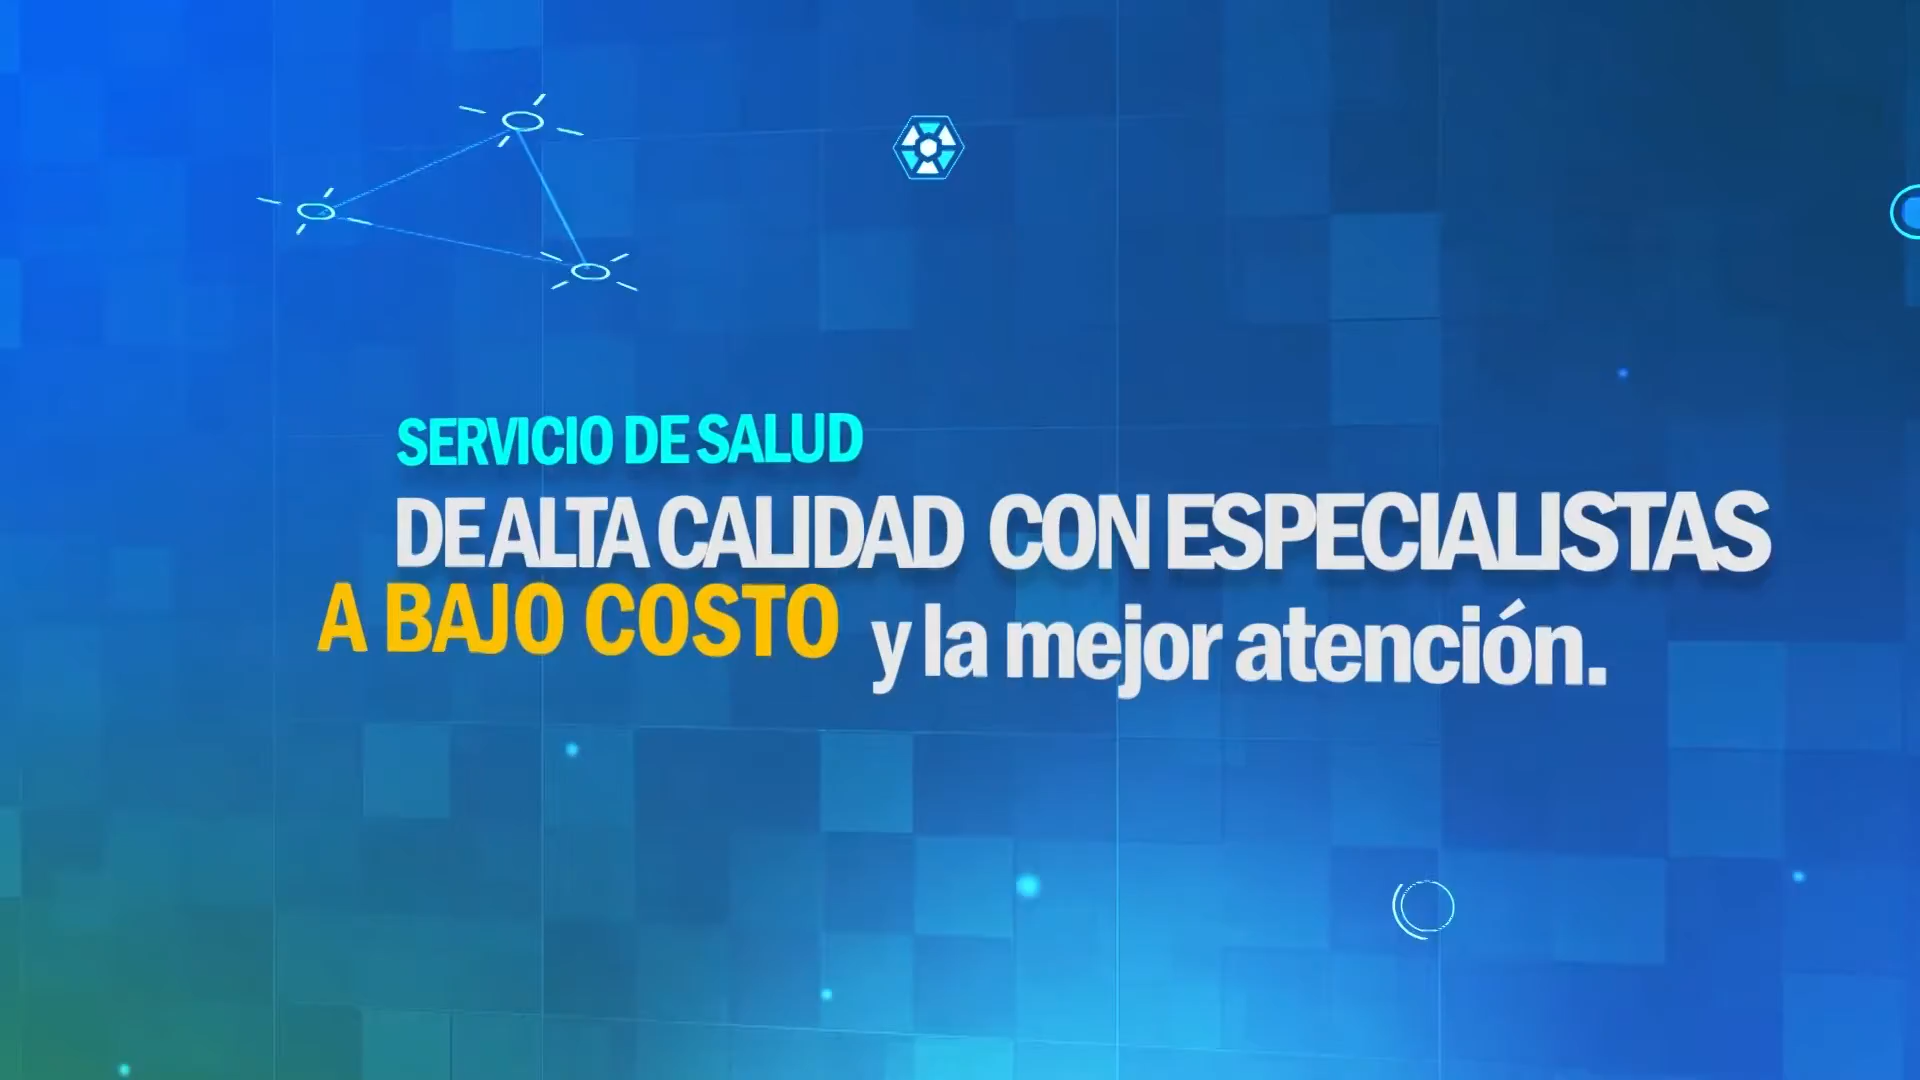 SERVICIO DE SALUD
DE ALTA CALIDAD CON ESPECIALISTAS
A BAJO COSTO y la mejor atención.